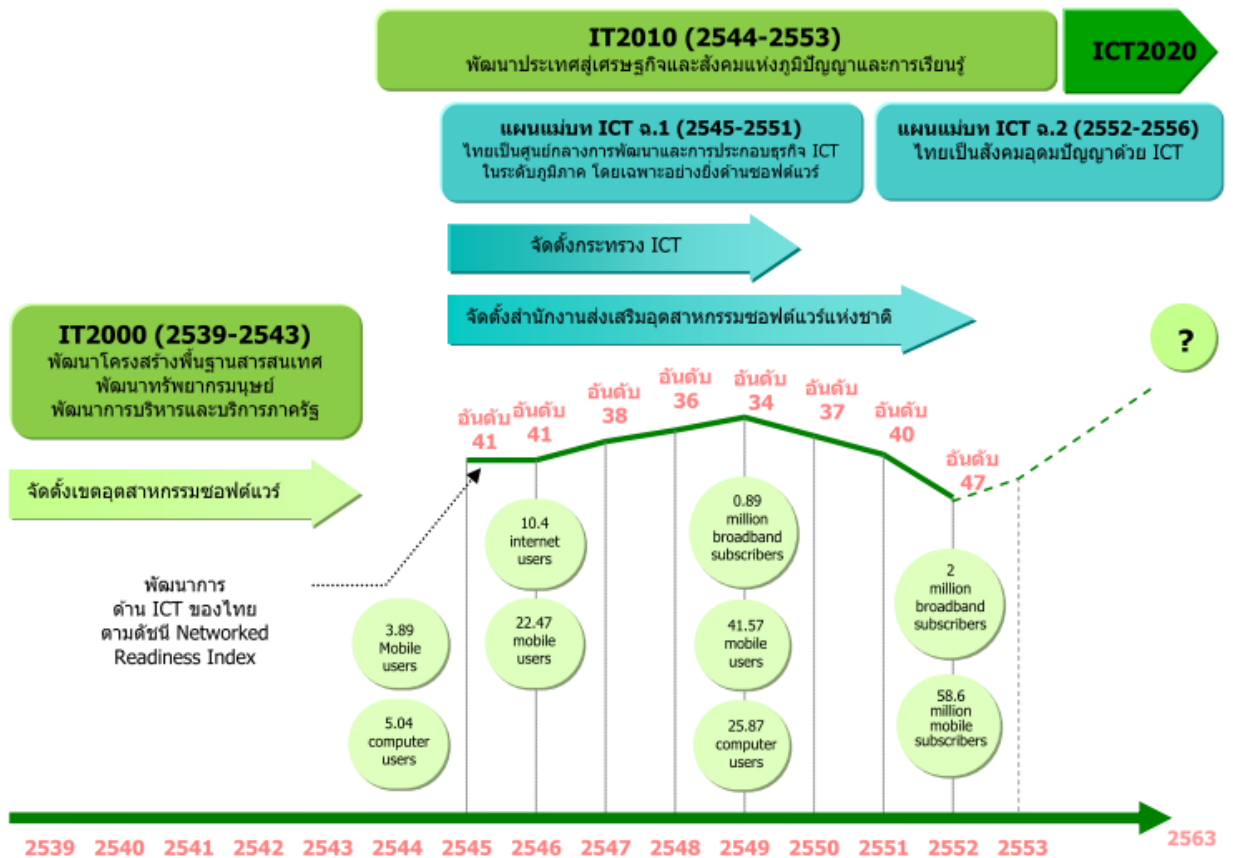 IT2010 (2544-2553)
พัฒนาประเทศสู่เศรษฐกิจและสังคมแห่งภูมิปัญญาและการเรียนรู้
ICT2020
แผนแม่บท ICT ฉ.1 (2545-2551)
ไทยเป็นศูนย์กลางการพัฒนาและการประกอบธุรกิจ ICT
ในระดับภูมิภาค โดยเฉพาะอย่างยิ่งด้านซอฟต์แวร์
แผนแม่บท ICT ฉ.2 (2552-2556)
ไทยเป็นสังคมอุดมปัญญาด้วย ICT
จัดตั้งกระทรวง ICT
จัดตั้งสำนักงานส่งเสริมอุตสาหกรรมซอฟต์แวร์แห่งชาติ
IT2000 (2539-2543)
พัฒนาโครงสร้างพื้นฐานสารสนเทศ
พัฒนาทรัพยากรมนุษย์
พัฒนาการบริหารและบริการภาครัฐ
จัดตั้งเขตอุตสาหกรรมซอฟต์แวร์
?
อันดับ
41
อันดับ
41
อันดับ
38
อันดับ
36
อันดับ
34
อันดับ
37
อันดับ
40
อันดับ
47
พัฒนาการ
ด้าน ICT ของไทย
ตามดัชนี Networked
Readiness Index
3.89
Mobile
users
5.04
computer
users
10.4
internet
users
22.47
mobile
users
0.89
million
broadband
subscribers
41.57
mobile
users
25.87
computer
users
2
million
broadband
subscribers
58.6
million
mobile
subscribers
2539 2540 2541 2542 2543 2544 2545 2546 2547 2548 2549 2550 2551 2552 2553 2563